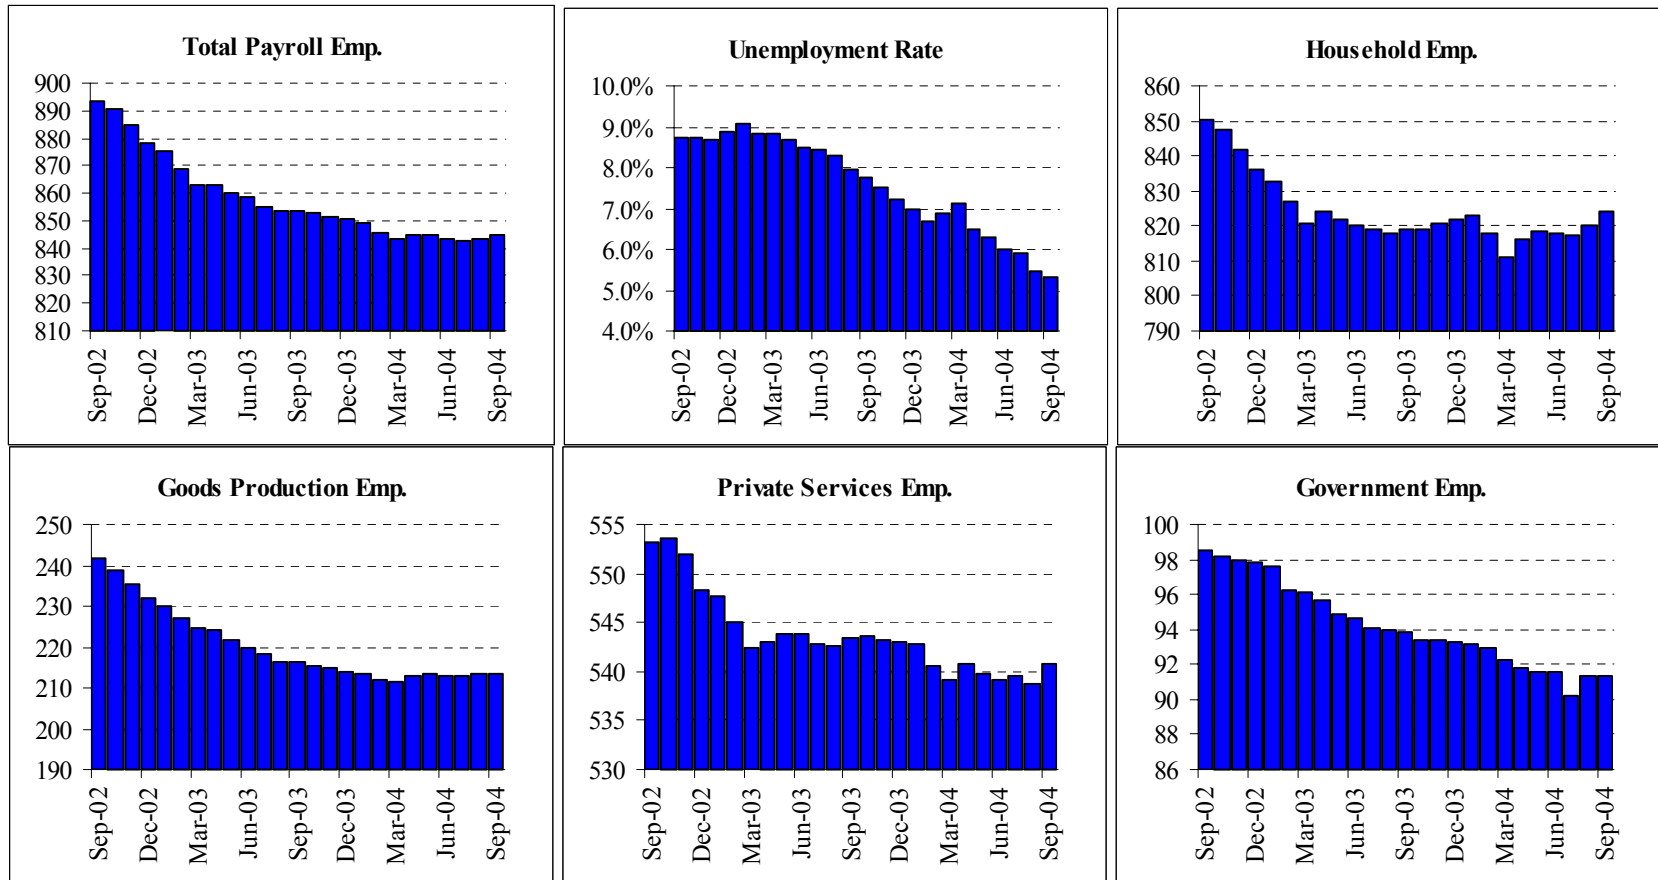 Total Payroll Emp.
900
890
880
870
860
850
840
830
820
810
Sep-02
Dec-02
Mar-03
Jun-03
Sep-03
Dec-03
Mar-04
Jun-04
Sep-04
Unemployment Rate
10.0%
9.0%
8.0%
7.0%
6.0%
5.0%
4.0%
Sep-02
Dec-02
Mar-03
Jun-03
Sep-03
Dec-03
Mar-04
Jun-04
Sep-04
Household Emp.
860
850
840
830
820
810
800
790
Sep-02
Dec-02
Mar-03
Jun-03
Sep-03
Dec-03
Mar-04
Jun-04
Sep-04
Goods Production Emp.
250
240
230
220
210
200
190
Sep-02
Dec-02
Mar-03
Jun-03
Sep-03
Dec-03
Mar-04
Jun-04
Sep-04
Private Services Emp.
555
550
545
540
535
530
Sep-02
Dec-02
Mar-03
Jun-03
Sep-03
Dec-03
Mar-04
Jun-04
Sep-04
Government Emp.
100
98
96
94
92
90
88
86
Sep-02
Dec-02
Mar-03
Jun-03
Sep-03
Dec-03
Mar-04
Jun-04
Sep-04